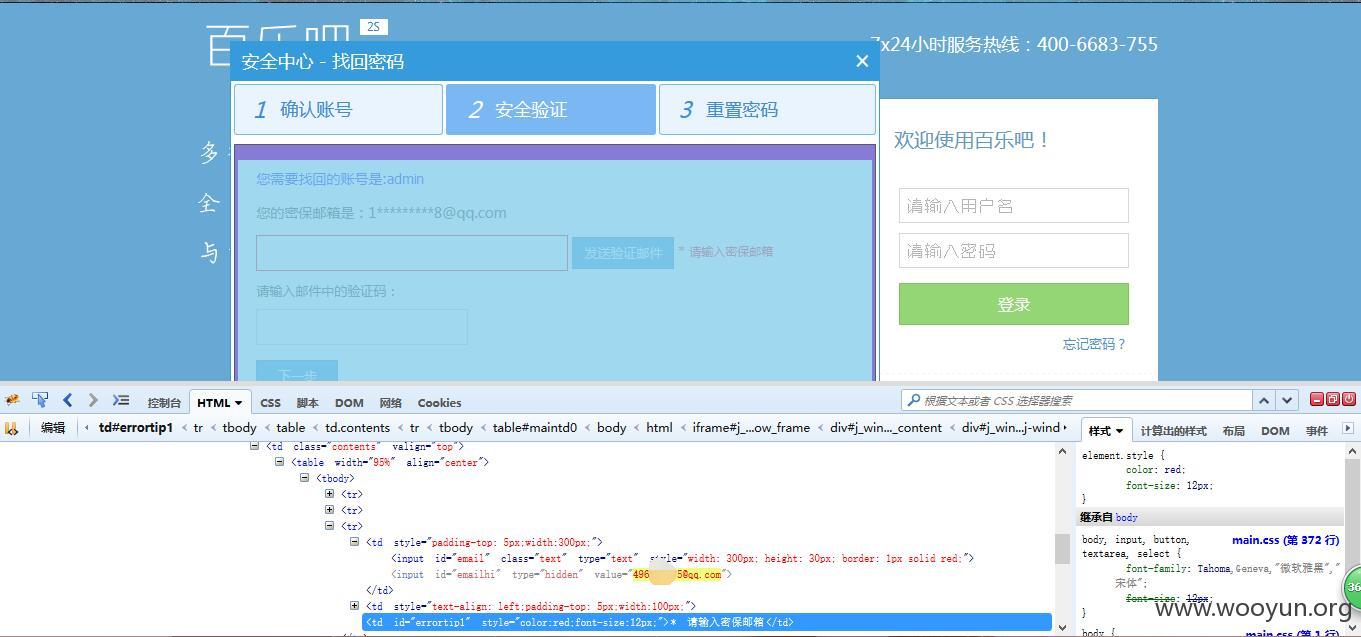 百乐吧 2S
7x24小时服务热线：400-6683-755
安全中心 - 找回密码 ×
1 确认账号
2 安全验证
3 重置密码
多
全
与
您需要找回的账号是:admin
您的密保邮箱是：1*********8@qq.com
发送验证邮件 * 请输入密保邮箱
请输入邮件中的验证码：
下一步
欢迎使用百乐吧！
请输入用户名
请输入密码
登录
忘记密码？
控制台 HTML CSS 脚本 DOM 网络 Cookies
根据文本或者 CSS 选择器搜索
编辑 td#errortip1 < tr < tbody < table < td.contents < tr < tbody < table#maintd0 < body < html < iframe#j_...ow_frame < div#j_win..._content < div#j_win...j-wind
样式 计算出的样式 布局 DOM 事件
<td class="contents" valign="top">
<table width="95%" align="center">
<tbody>
<tr>
<tr>
<tr>
<td style="padding-top: 5px;width:300px;">
<input id="email" class="text" type="text" style="width: 300px; height: 30px; border: 1px solid red;">
<input id="emailhi" type="hidden" value="496 5@qq.com">
</td>
<td style="text-align: left;padding-top: 5px;width:100px;">
<td id="errortip1" style="color:red;font-size:12px;">* 请输入密保邮箱</td>
element.style {
color: red;
font-size: 12px;
}
继承自 body
body, input, button, textarea, select { main.css (第 372 行)
font-family: Tahoma,Geneva,"微软雅黑","宋体";
font-size: 12px;
}
body { main.css (第 1 行)
36
www.wooyun.org